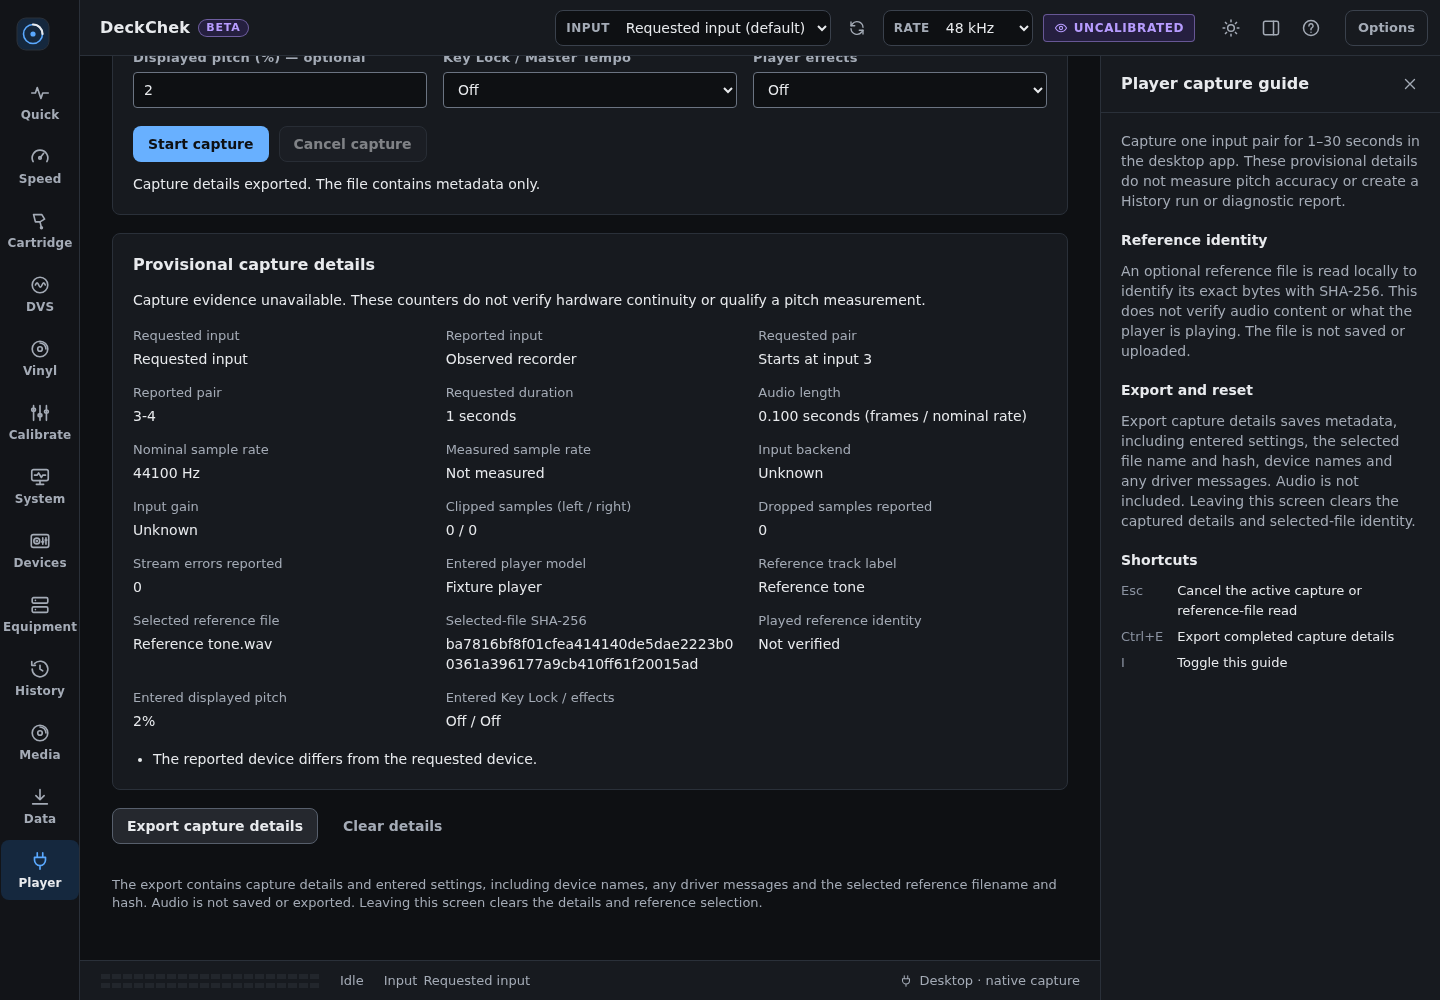 DeckChek BETA
INPUT Requested input (default)
RATE 48 kHz
UNCALIBRATED
Options
Quick
Speed
Cartridge
DVS
Vinyl
Calibrate
System
Devices
Equipment
History
Media
Data
Player
Displayed pitch (%) — optional Key Lock / Master Tempo Player effects
2 Off Off
Start capture Cancel capture
Capture details exported. The file contains metadata only.
Provisional capture details
Capture evidence unavailable. These counters do not verify hardware continuity or qualify a pitch measurement.
Requested input Reported input Requested pair
Requested input Observed recorder Starts at input 3
Reported pair Requested duration Audio length
3-4 1 seconds 0.100 seconds (frames / nominal rate)
Nominal sample rate Measured sample rate Input backend
44100 Hz Not measured Unknown
Input gain Clipped samples (left / right) Dropped samples reported
Unknown 0 / 0 0
Stream errors reported Entered player model Reference track label
0 Fixture player Reference tone
Selected reference file Selected-file SHA-256 Played reference identity
Reference tone.wav ba7816bf8f01cfea414140de5dae2223b0 Not verified
0361a396177a9cb410ff61f20015ad
Entered displayed pitch Entered Key Lock / effects
2% Off / Off
• The reported device differs from the requested device.
Export capture details Clear details
The export contains capture details and entered settings, including device names, any driver messages and the selected reference filename and
hash. Audio is not saved or exported. Leaving this screen clears the details and reference selection.
Idle Input Requested input Desktop · native capture
Player capture guide
Capture one input pair for 1–30 seconds in
the desktop app. These provisional details
do not measure pitch accuracy or create a
History run or diagnostic report.
Reference identity
An optional reference file is read locally to
identify its exact bytes with SHA-256. This
does not verify audio content or what the
player is playing. The file is not saved or
uploaded.
Export and reset
Export capture details saves metadata,
including entered settings, the selected
file name and hash, device names and
any driver messages. Audio is not
included. Leaving this screen clears the
captured details and selected-file identity.
Shortcuts
Esc Cancel the active capture or
reference-file read
Ctrl+E Export completed capture details
I Toggle this guide